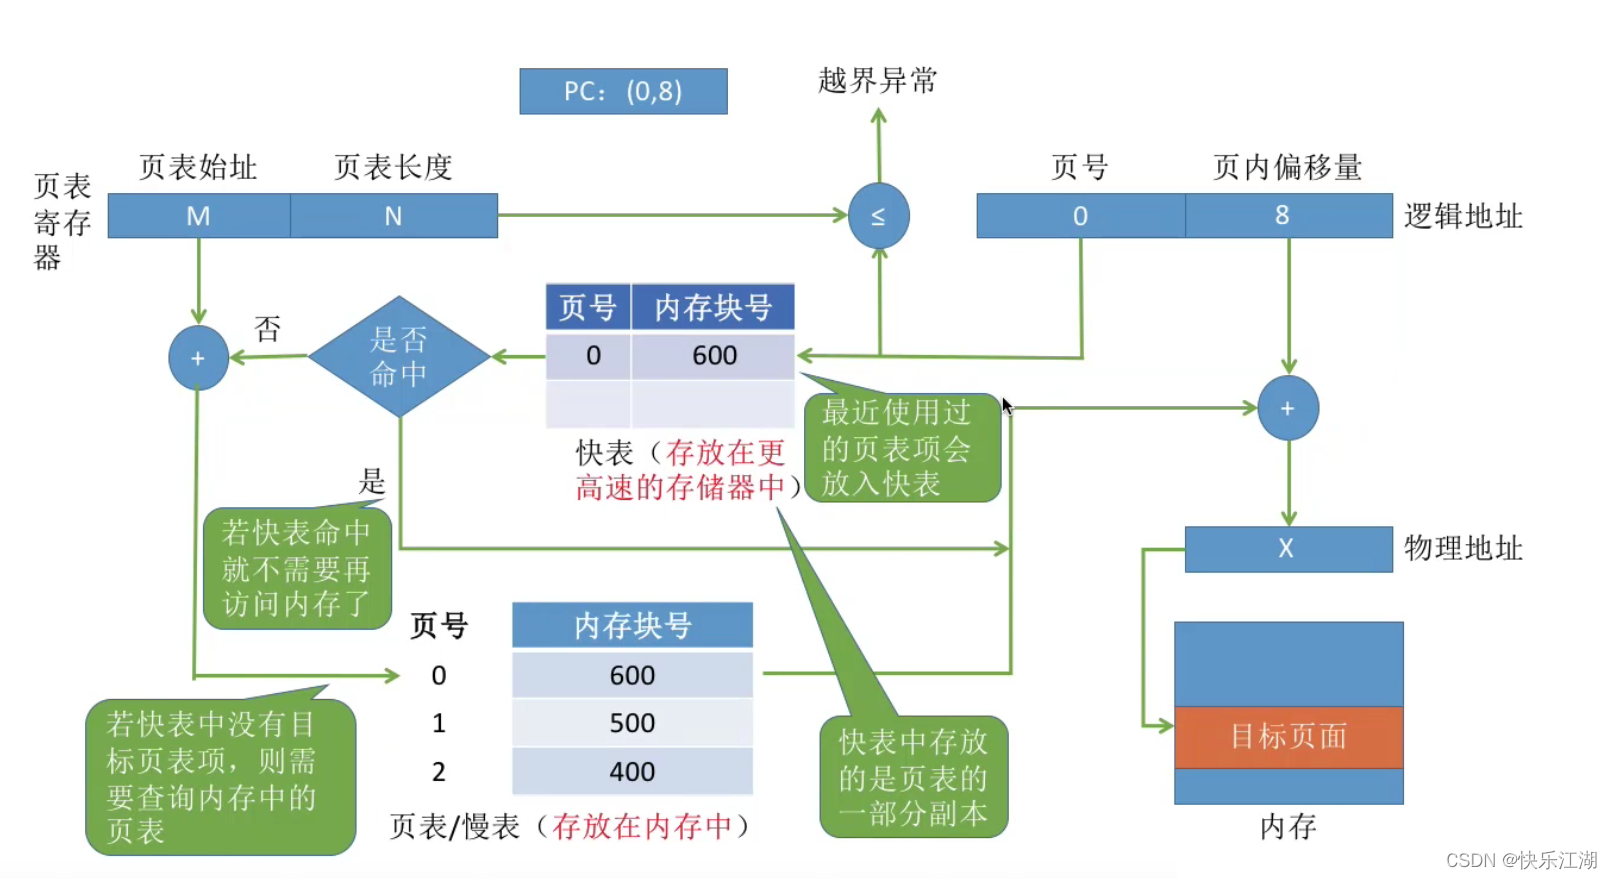 PC：(0,8)
越界异常
页表始址
页表长度
页号
页内偏移量
页表
寄存
器
M
N
≤
0
8
逻辑地址
页号
内存块号
0
600
否
是否
命中
+
+
最近使用过
的页表项会
放入快表
快表（存放在更
高速的存储器中）
是
若快表命中
就不需要再
访问内存了
X
物理地址
页号
内存块号
0
600
1
500
2
400
页表/慢表（存放在内存中）
若快表中没有目
标页表项，则需
要查询内存中的
页表
快表中存放
的是页表的
一部分副本
目标页面
内存
CSDN @快乐江湖